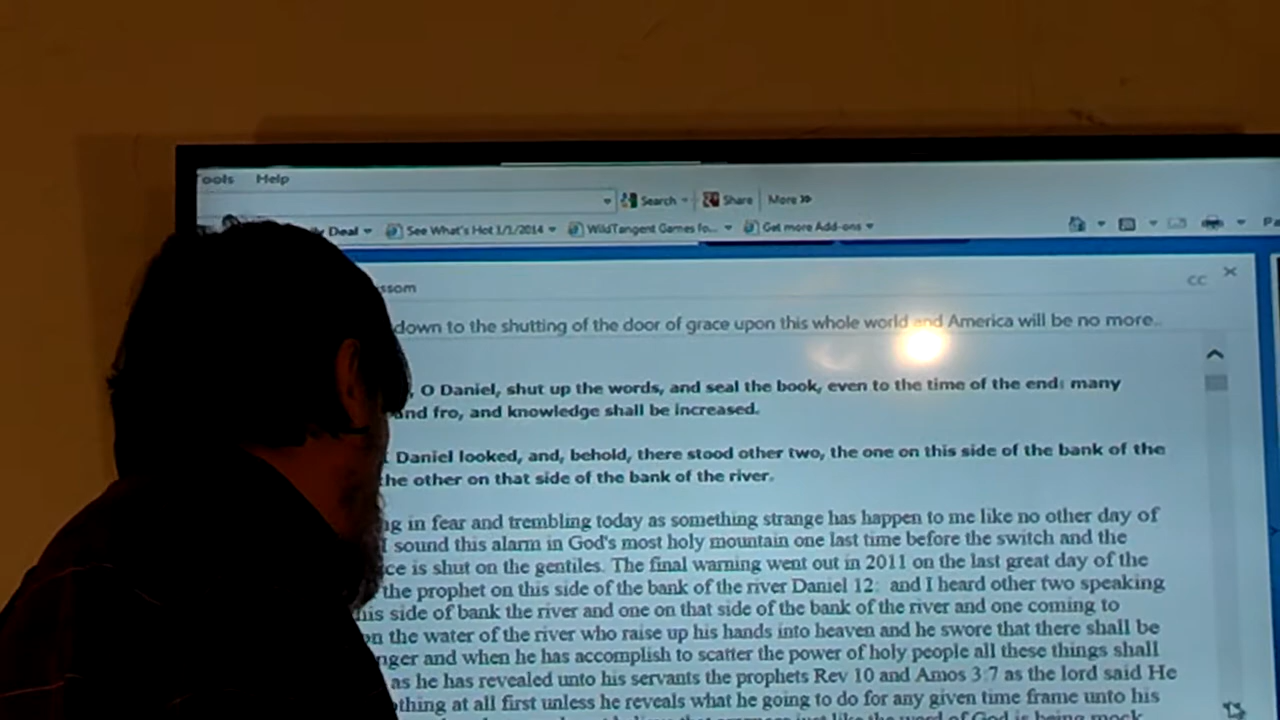 ools Help
Search Share More »
Deal See What's Hot 1/1/2014 WildTangent Games fo... Get more Add-ons
ssom
CC
down to the shutting of the door of grace upon this whole world and America will be no more..
, O Daniel, shut up the words, and seal the book, even to the time of the end: many
and fro, and knowledge shall be increased.
Daniel looked, and, behold, there stood other two, the one on this side of the bank of the
he other on that side of the bank of the river.
ng in fear and trembling today as something strange has happen to me like no other day of
I sound this alarm in God's most holy mountain one last time before the switch and the
ce is shut on the gentiles. The final warning went out in 2011 on the last great day of the
the prophet on this side of the bank of the river Daniel 12: and I heard other two speaking
his side of bank the river and one on that side of the bank of the river and one coming to
on the water of the river who raise up his hands into heaven and he swore that there shall be
nger and when he has accomplish to scatter the power of holy people all these things shall
as he has revealed unto his servants the prophets Rev 10 and Amos 3:7 as the lord said He
othing at all first unless he reveals what he going to do for any given time frame unto his
just like the word of God is being mock